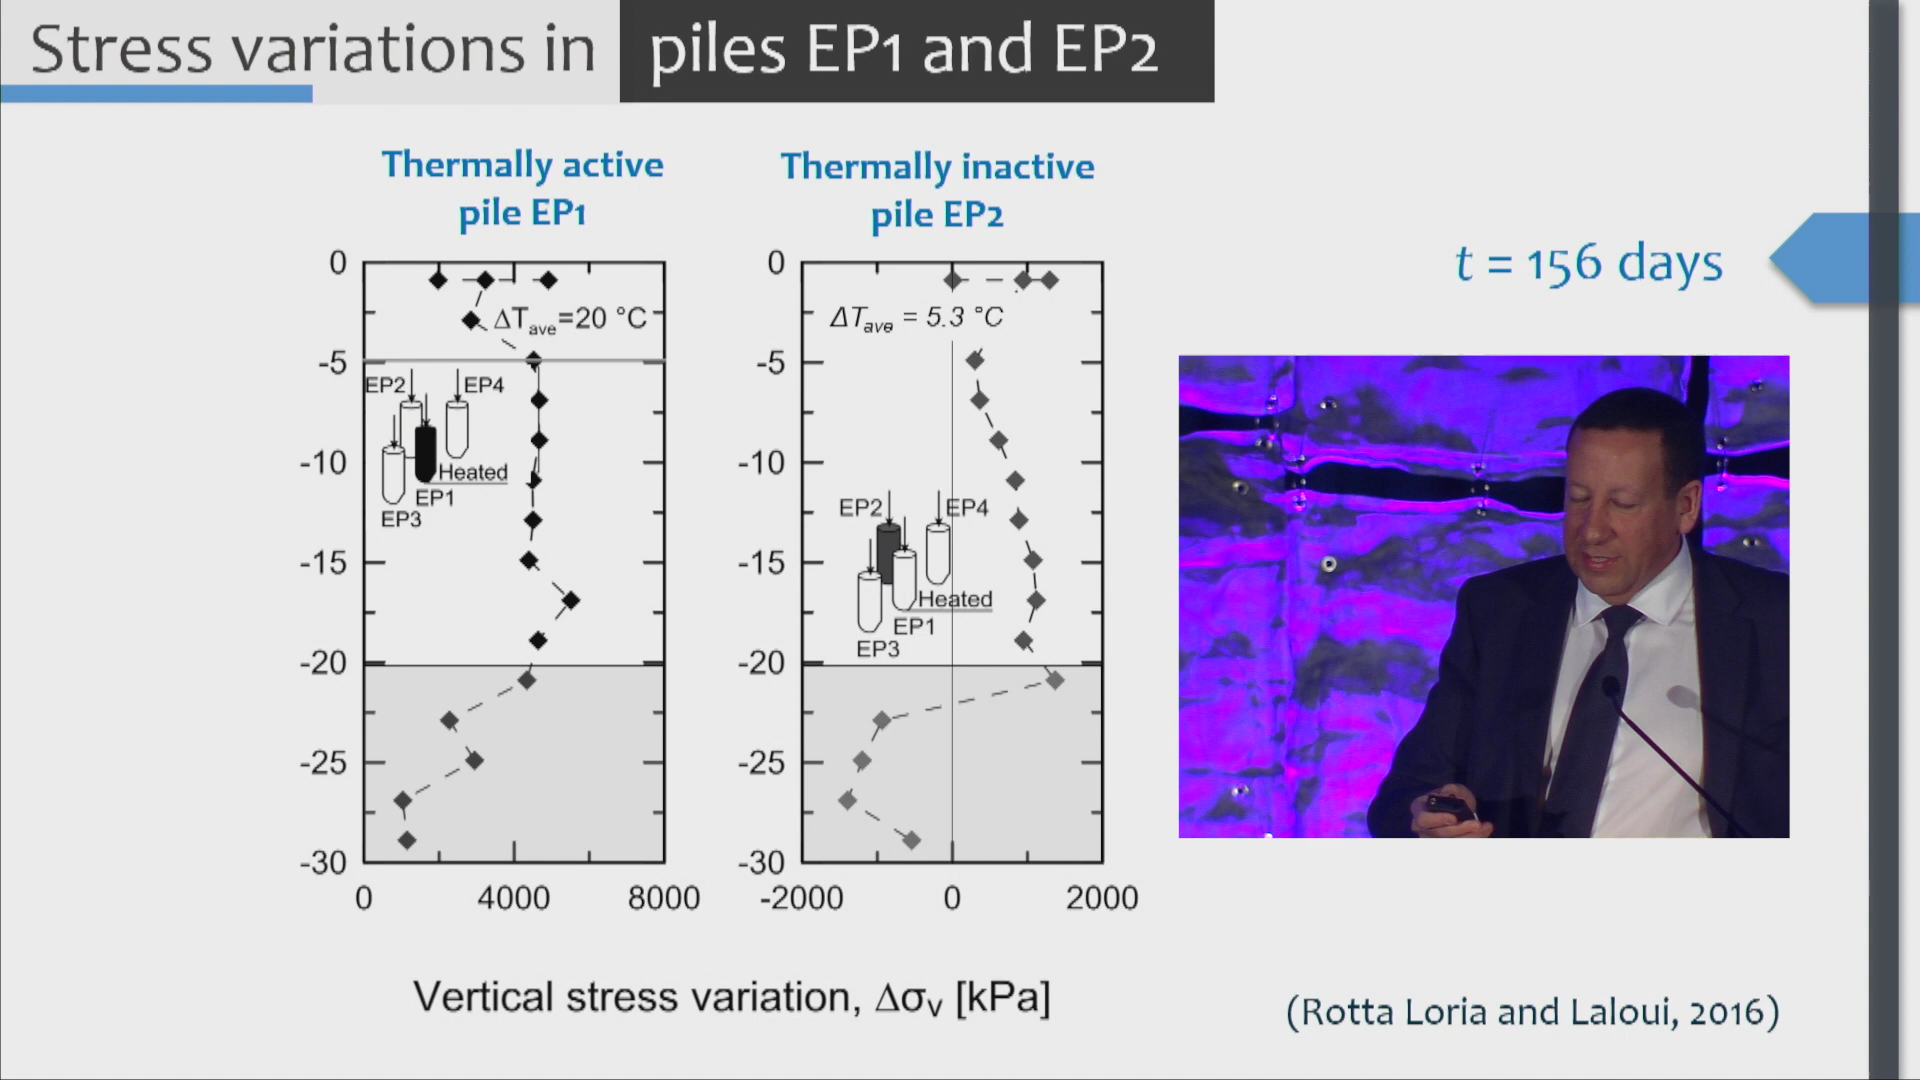 Stress variations in piles EP1 and EP2
Thermally active
pile EP1
Thermally inactive
pile EP2
t = 156 days
0
-5
-10
-15
-20
-25
-30
0
4000
8000
ΔTave=20 °C
EP2
EP4
Heated
EP1
EP3
0
-5
-10
-15
-20
-25
-30
-2000
0
2000
ΔTave = 5.3 °C
EP2
EP4
Heated
EP1
EP3
Vertical stress variation, Δσv [kPa]
(Rotta Loria and Laloui, 2016)